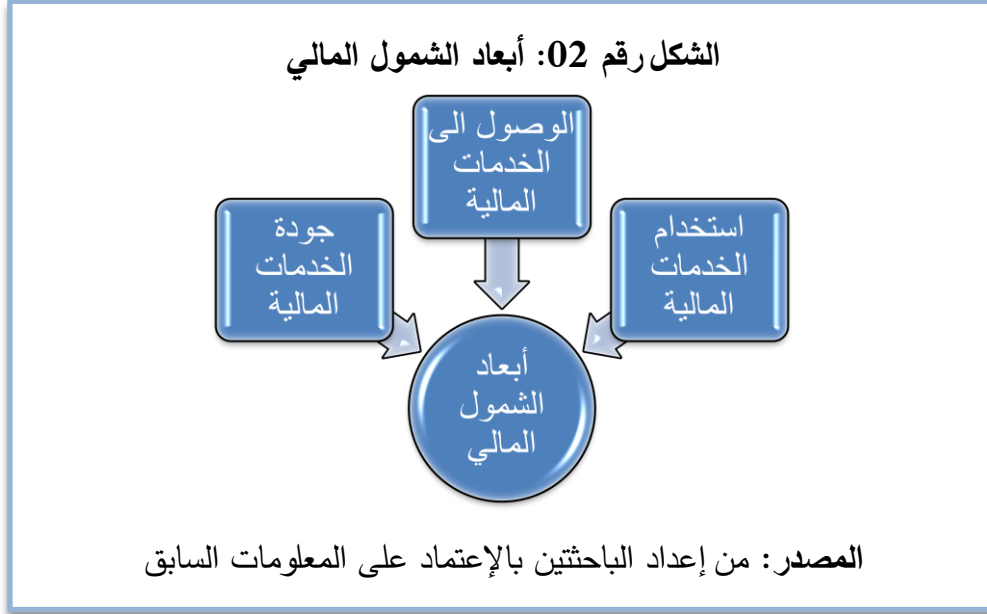 الشكل رقم 02: أبعاد الشمول المالي
الوصول الى
الخدمات
المالية
استخدام
الخدمات
المالية
جودة
الخدمات
المالية
أبعاد
الشمول
المالي
المصدر: من إعداد الباحثتين بالإعتماد على المعلومات السابق